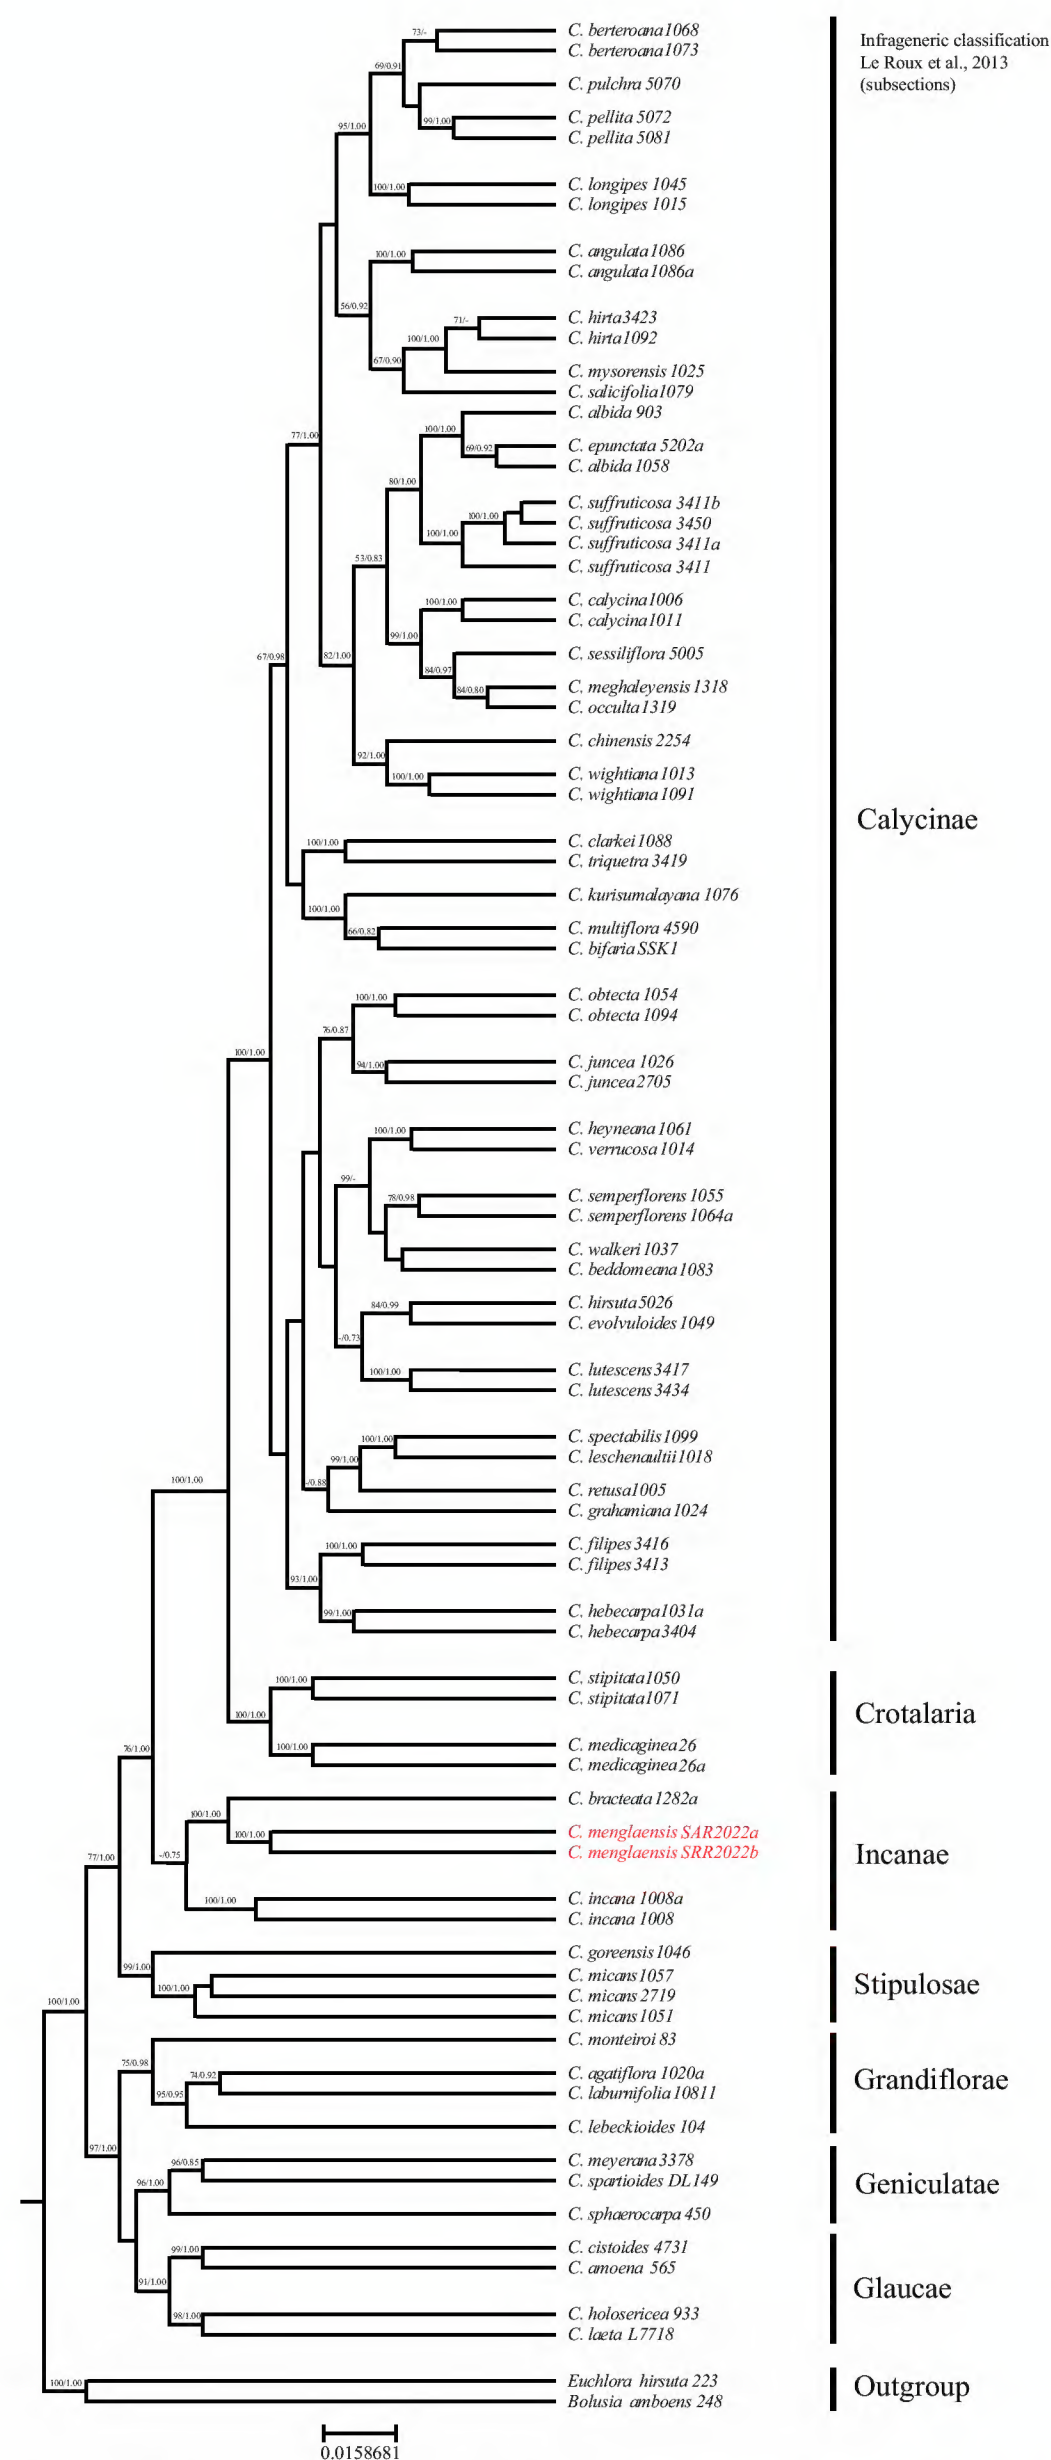 73/-
C. berteroana 1068
C. berteroana 1073
Infrageneric classification
Le Roux et al., 2013
(subsections)
69/0.91
C. pulchra 5070
99/1.00
C. pellita 5072
C. pellita 5081
95/1.00
100/1.00
C. longipes 1045
C. longipes 1015
100/1.00
C. angulata 1086
C. angulata 1086a
56/0.92
71/-
C. hirta 3423
C. hirta 1092
100/1.00
67/0.90
C. mysorensis 1025
C. salicifolia 1079
77/1.00
C. albida 903
100/1.00
69/0.92
C. epunctata 5202a
C. albida 1058
80/1.00
C. suffruticosa 3411b
100/1.00
C. suffruticosa 3450
100/1.00
C. suffruticosa 3411a
C. suffruticosa 3411
53/0.83
100/1.00
C. calycina 1006
C. calycina 1011
99/1.00
C. sessiliflora 5005
84/0.97
84/0.80
C. meghaleyensis 1318
C. occulta 1319
67/0.98
82/1.00
C. chinensis 2254
92/1.00
100/1.00
C. wightiana 1013
C. wightiana 1091
Calycinae
100/1.00
C. clarkei 1088
C. triquetra 3419
100/1.00
C. kurisumalayana 1076
66/0.82
C. multiflora 4590
C. bifaria SSK1
100/1.00
C. obtecta 1054
C. obtecta 1094
76/0.87
94/1.00
C. juncea 1026
C. juncea 2705
100/1.00
100/1.00
C. heyneana 1061
C. verrucosa 1014
99/-
78/0.98
C. semperflorens 1055
C. semperflorens 1064a
C. walkeri 1037
C. beddomeana 1083
84/0.99
C. hirsuta 5026
C. evolvuloides 1049
-/0.73
100/1.00
C. lutescens 3417
C. lutescens 3434
100/1.00
C. spectabilis 1099
C. leschenaultii 1018
99/1.00
-/0.88
C. retusa 1005
C. grahamiana 1024
100/1.00
100/1.00
C. filipes 3416
C. filipes 3413
93/1.00
99/1.00
C. hebecarpa 1031a
C. hebecarpa 3404
100/1.00
C. stipitata 1050
C. stipitata 1071
100/1.00
Crotalaria
100/1.00
C. medicaginea 26
C. medicaginea 26a
76/1.00
C. bracteata 1282a
100/1.00
100/1.00
C. menglaensis SAR2022a
C. menglaensis SRR2022b
-/0.75
Incanae
77/1.00
100/1.00
C. incana 1008a
C. incana 1008
C. goreensis 1046
99/1.00
C. micans 1057
100/1.00
C. micans 2719
C. micans 1051
Stipulosae
100/1.00
C. monteiroi 83
75/0.98
74/0.92
C. agatiflora 1020a
C. laburnifolia 10811
95/0.95
C. lebeckioides 104
Grandiflorae
97/1.00
96/0.85
C. meyerana 3378
C. spartioides DL149
96/1.00
C. sphaerocarpa 450
Geniculatae
99/1.00
C. cistoides 4731
C. amoena 565
91/1.00
Glaucae
98/1.00
C. holosericea 933
C. laeta L7718
100/1.00
Euchlora hirsuta 223
Bolusia amboens 248
Outgroup
0.0158681